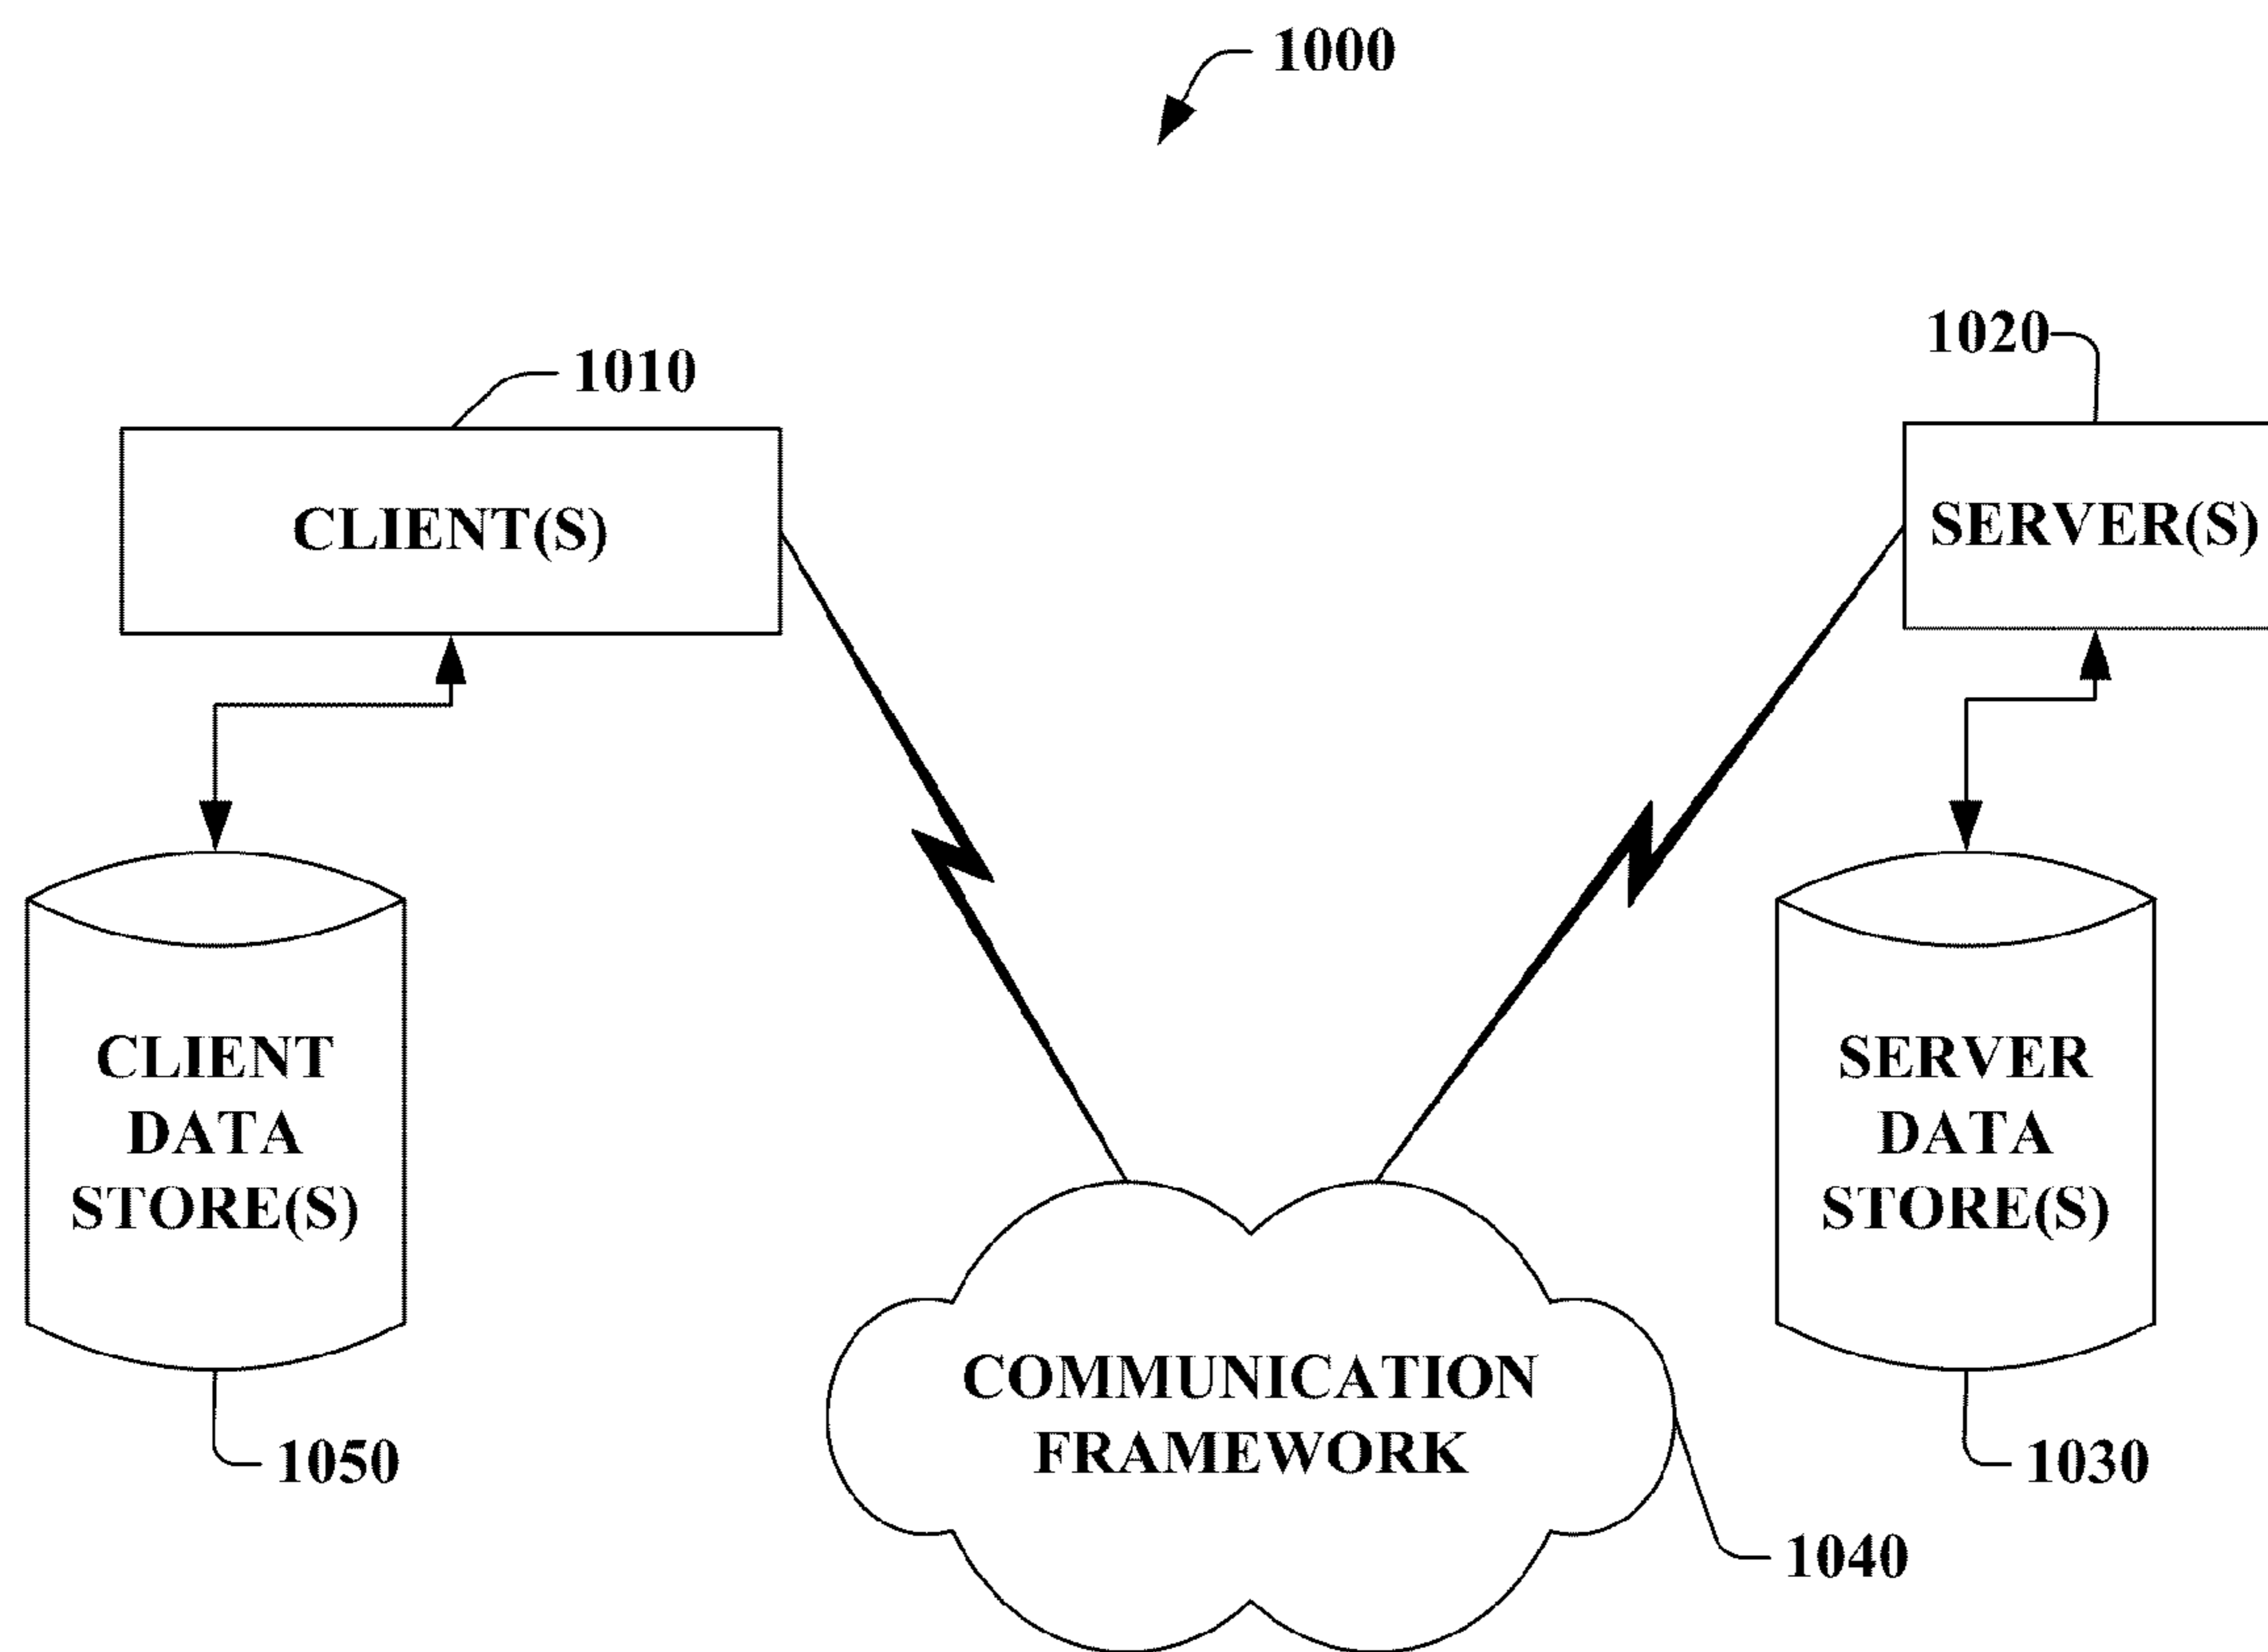 1000
1010
1020
CLIENT(S)
SERVER(S)
CLIENT
DATA
STORE(S)
SERVER
DATA
STORE(S)
COMMUNICATION
FRAMEWORK
1050
1030
1040